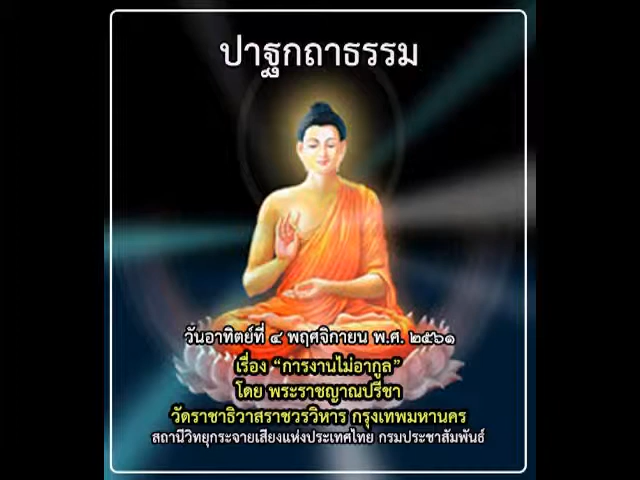 ปาฐกถาธรรม
วันอาทิตย์ที่ ๔ พฤศจิกายน พ.ศ. ๒๕๖๑
เรื่อง “การงานไม่อากูล”
โดย พระราชญาณปรีชา
วัดราชาธิวาสราชวรวิหาร กรุงเทพมหานคร
สถานีวิทยุกระจายเสียงแห่งประเทศไทย กรมประชาสัมพันธ์